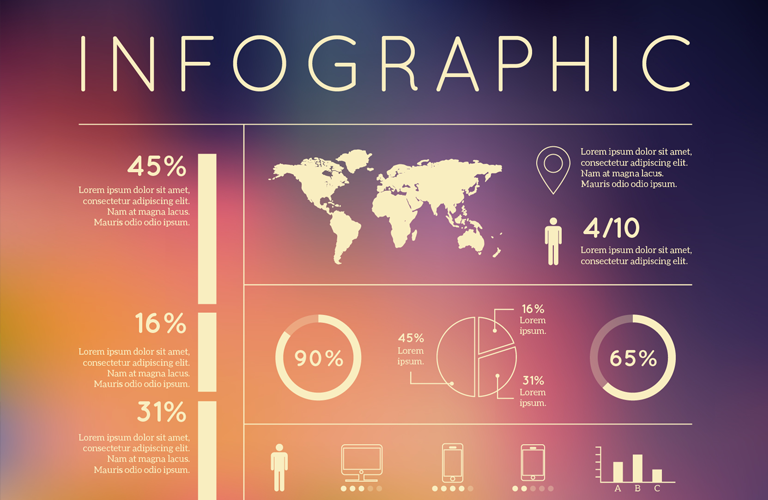 INFOGRAPHIC
45%
Lorem ipsum dolor sit amet,
consectetur adipiscing elit.
Nam at magna lacus.
Mauris odio odio ipsum.
16%
Lorem ipsum dolor sit amet,
consectetur adipiscing elit.
Nam at magna lacus.
Mauris odio odio ipsum.
31%
Lorem ipsum dolor sit amet,
consectetur adipiscing elit.
Nam at magna lacus.
Mauris odio odio ipsum.
Lorem ipsum dolor sit amet,
consectetur adipiscing elit.
Nam at magna lacus.
Mauris odio odio ipsum.
4/10
Lorem ipsum dolor sit amet,
consectetur adipiscing elit.
90%
45%
Lorem
ipsum.
16%
Lorem
ipsum.
31%
Lorem
ipsum.
65%
A B C